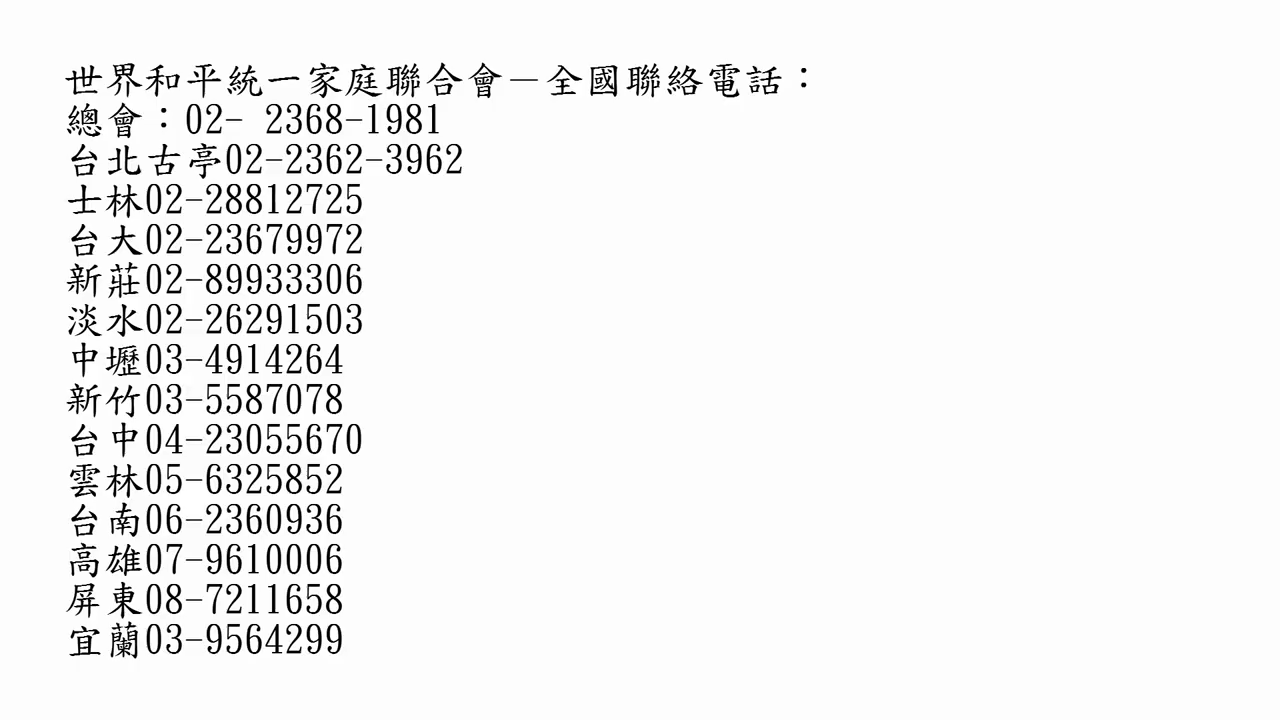 世界和平統一家庭聯合會－全國聯絡電話：
總會：02- 2368-1981
台北古亭02-2362-3962
士林02-28812725
台大02-23679972
新莊02-89933306
淡水02-26291503
中壢03-4914264
新竹03-5587078
台中04-23055670
雲林05-6325852
台南06-2360936
高雄07-9610006
屏東08-7211658
宜蘭03-9564299